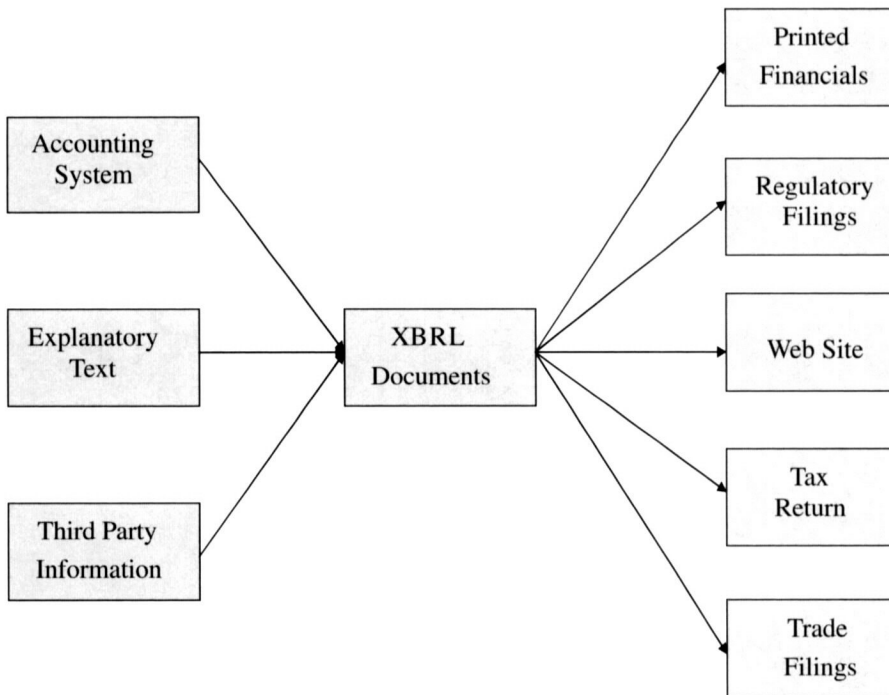 Accounting
System
Explanatory
Text
Third Party
Information
XBRL
Documents
Printed
Financials
Regulatory
Filings
Web Site
Tax
Return
Trade
Filings